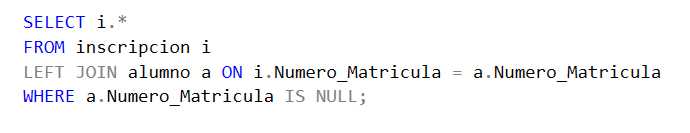 SELECT i.*
FROM inscripcion i
LEFT JOIN alumno a ON i.Numero_Matricula = a.Numero_Matricula
WHERE a.Numero_Matricula IS NULL;